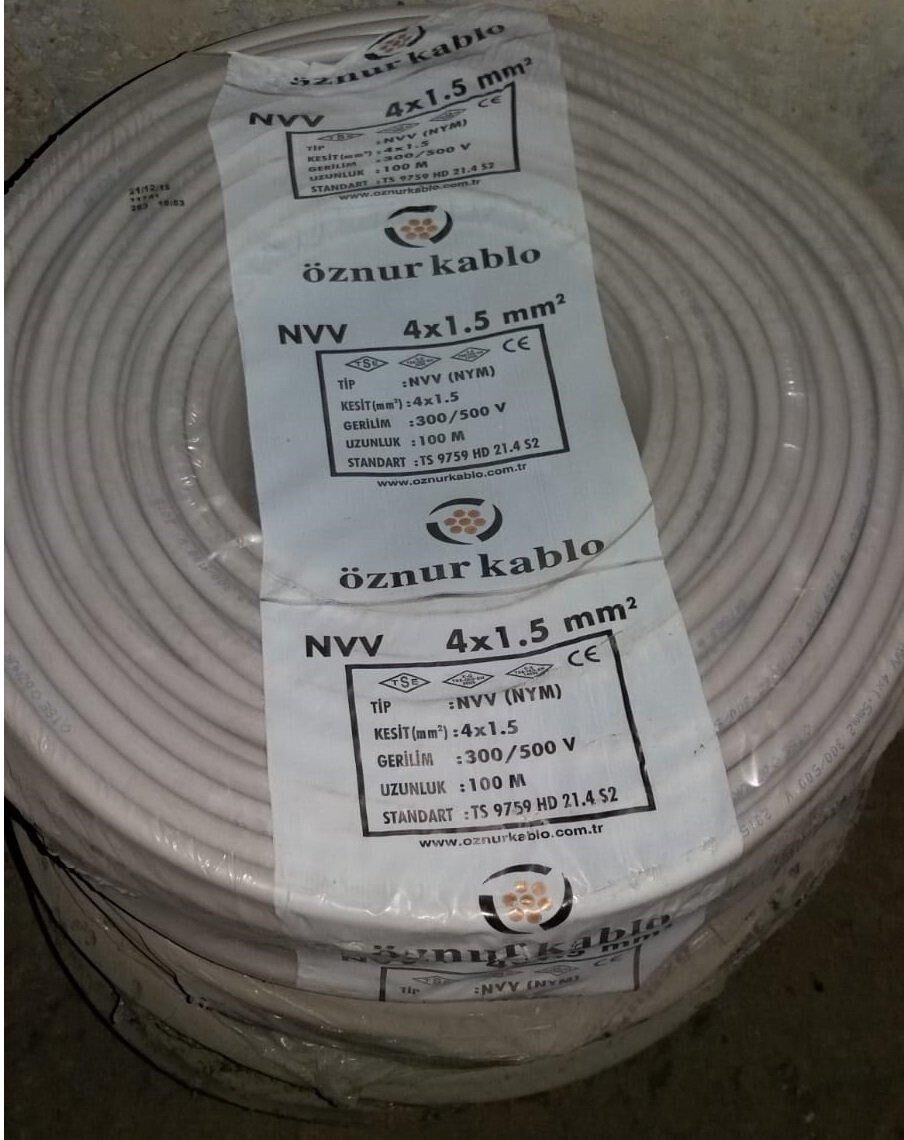 öznur kablo
NVV 4x1.5 mm²
CE
TSE
TİP :NVV (NYM)
KESİT(mm²) :4x1.5
GERİLİM :300/500 V
UZUNLUK :100 M
STANDART :TS 9759 HD 21.4 S2
www.oznurkablo.com.tr
21/12/15
öznur kablo
NVV 4x1.5 mm²
TSE CE
TİP :NVV (NYM)
KESİT(mm²) :4x1.5
GERİLİM :300/500 V
UZUNLUK :100 M
STANDART :TS 9759 HD 21.4 S2
www.oznurkablo.com.tr
öznur kablo
NVV 4x1.5 mm²
TSE CE
TİP :NVV (NYM)
KESİT(mm²) :4x1.5
GERİLİM :300/500 V
UZUNLUK :100 M
STANDART :TS 9759 HD 21.4 S2
www.oznurkablo.com.tr
öznur kablo
TSE CE
TİP :NVV (NYM)